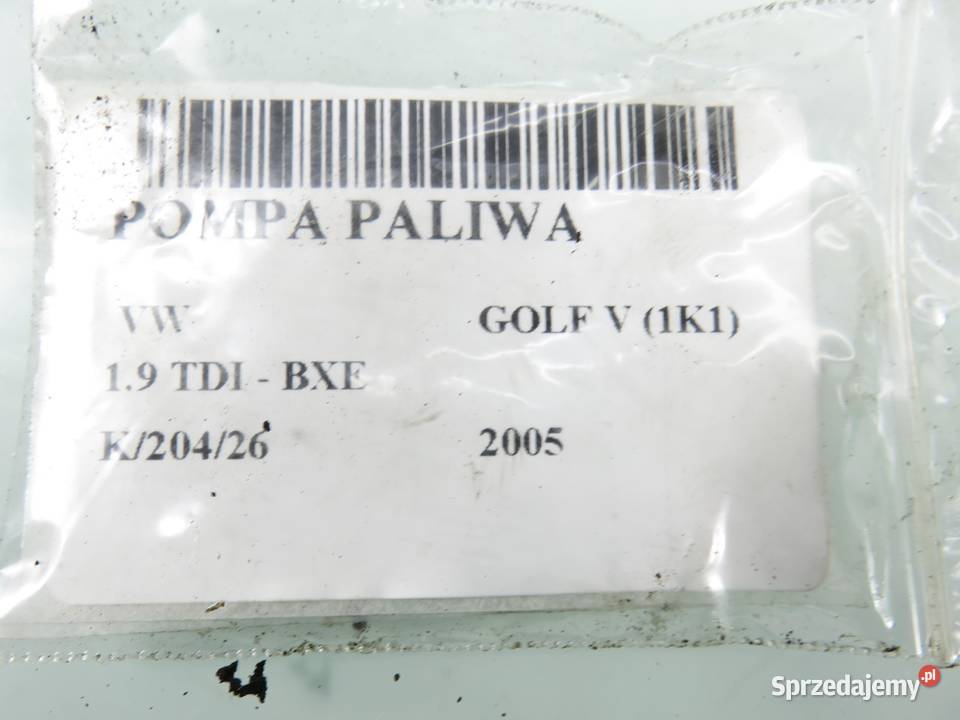 POMPA PALIWA
VW GOLF V (1K1)
1.9 TDI - BXE
K/204/26 2005
Sprzedajemy.pl